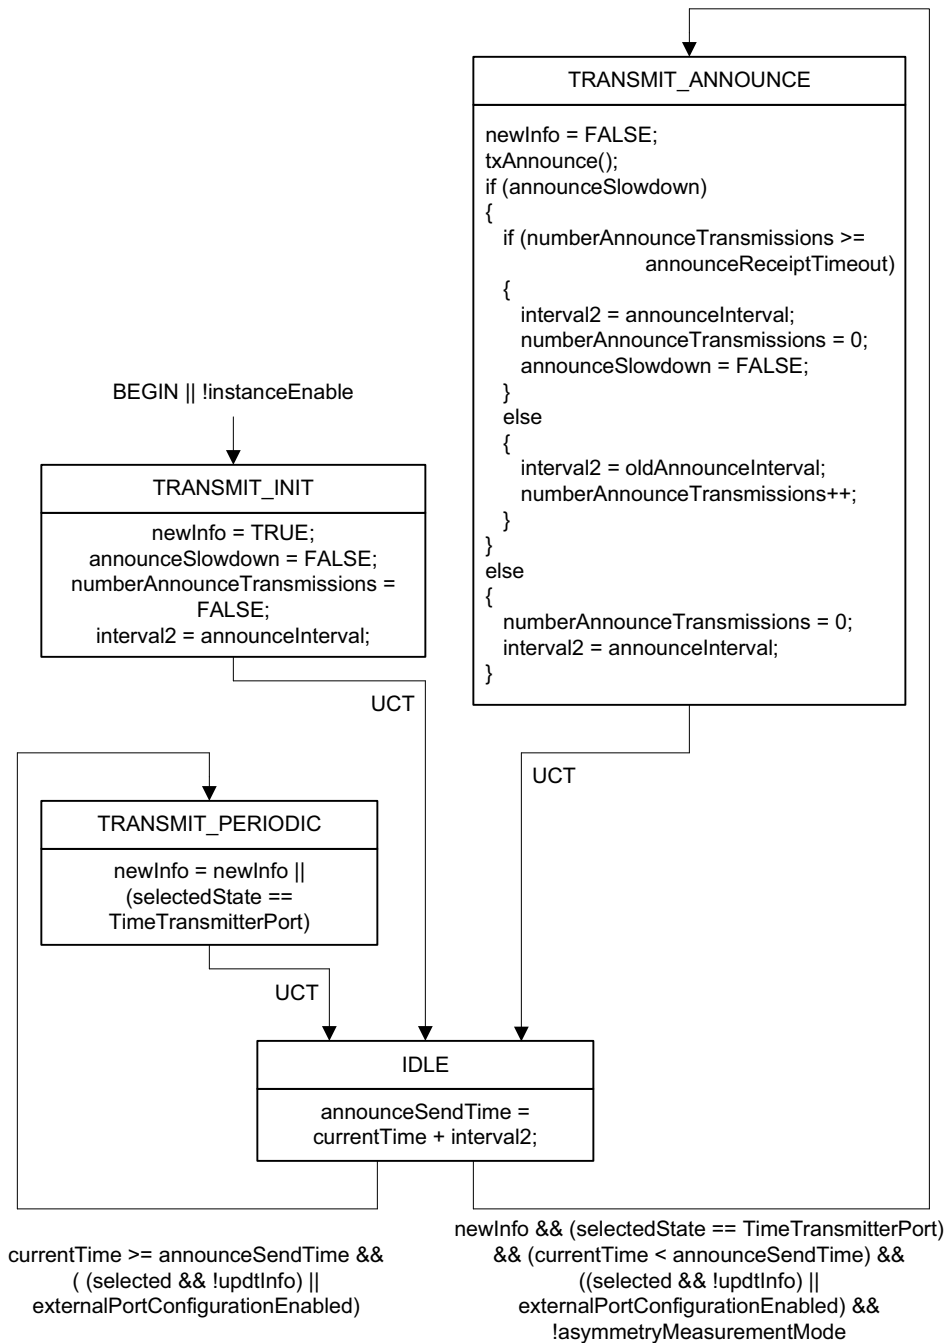 TRANSMIT_ANNOUNCE
newInfo = FALSE;
txAnnounce();
if (announceSlowdown)
{
if (numberAnnounceTransmissions >=
announceReceiptTimeout)
{
interval2 = announceInterval;
numberAnnounceTransmissions = 0;
announceSlowdown = FALSE;
}
else
{
interval2 = oldAnnounceInterval;
numberAnnounceTransmissions++;
}
}
else
{
numberAnnounceTransmissions = 0;
interval2 = announceInterval;
}
BEGIN || !instanceEnable
TRANSMIT_INIT
newInfo = TRUE;
announceSlowdown = FALSE;
numberAnnounceTransmissions =
FALSE;
interval2 = announceInterval;
UCT
UCT
TRANSMIT_PERIODIC
newInfo = newInfo ||
(selectedState ==
TimeTransmitterPort)
UCT
IDLE
announceSendTime =
currentTime + interval2;
currentTime >= announceSendTime &&
( (selected && !updtInfo) ||
externalPortConfigurationEnabled)
newInfo && (selectedState == TimeTransmitterPort)
&& (currentTime < announceSendTime) &&
((selected && !updtInfo) ||
externalPortConfigurationEnabled) &&
!asymmetryMeasurementMode